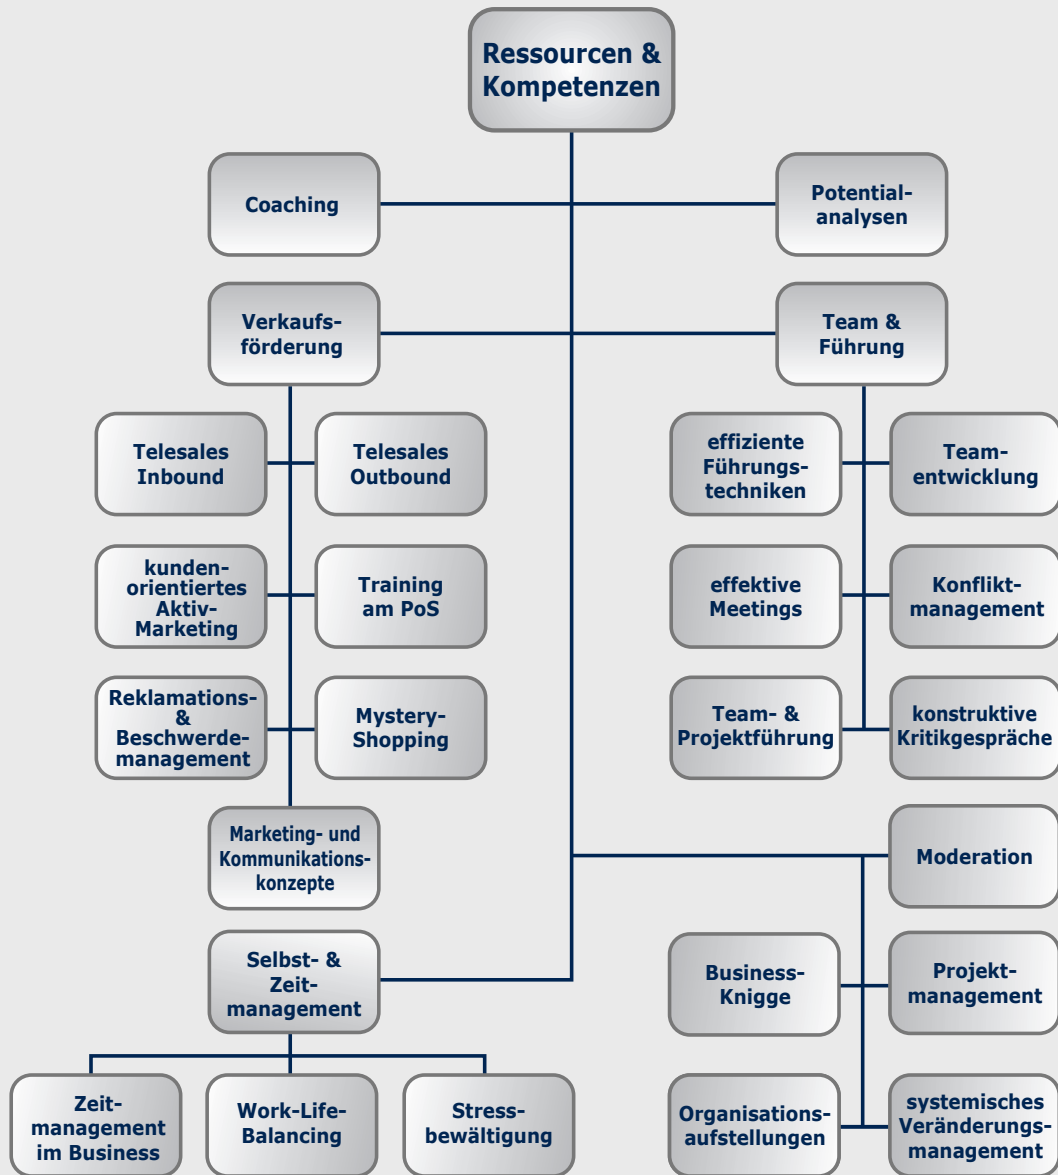 Ressourcen &
Kompetenzen
Coaching
Potential-
analysen
Verkaufs-
förderung
Team &
Führung
Telesales
Inbound
Telesales
Outbound
effiziente
Führungs-
techniken
Team-
entwicklung
kunden-
orientiertes
Aktiv-
Marketing
Training
am PoS
effektive
Meetings
Konflikt-
management
Reklamations-
&
Beschwerde-
management
Mystery-
Shopping
Team- &
Projektführung
konstruktive
Kritikgespräche
Marketing- und
Kommunikations-
konzepte
Moderation
Selbst- &
Zeit-
management
Business-
Knigge
Projekt-
management
Zeit-
management
im Business
Work-Life-
Balancing
Stress-
bewältigung
Organisations-
aufstellungen
systemisches
Veränderungs-
management